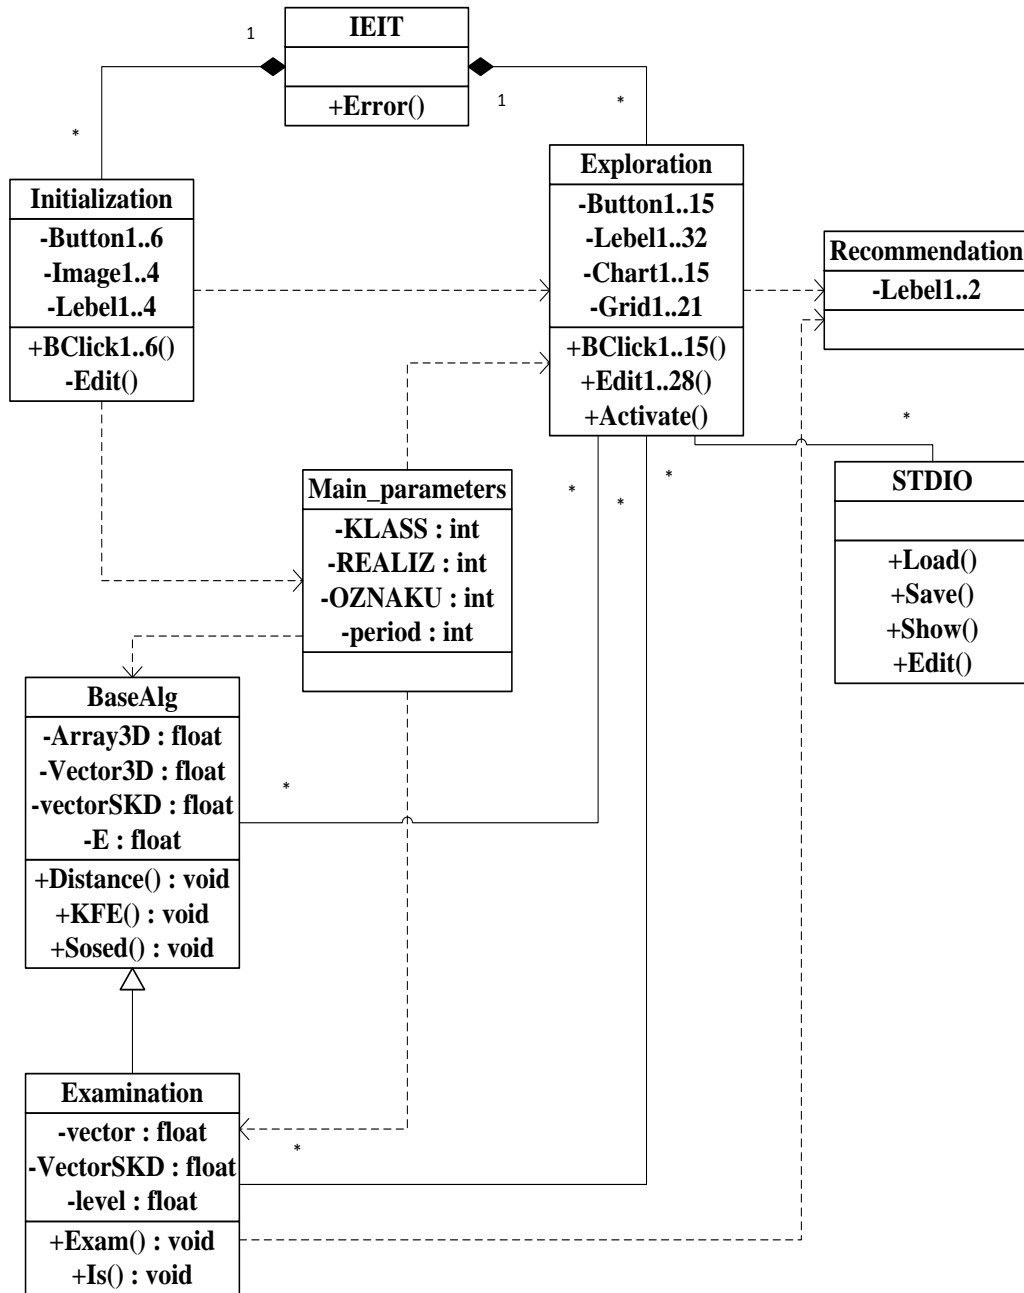 IEIT
+Error()
1
1
*
*
Initialization
-Button1..6
-Image1..4
-Lebel1..4
+BClick1..6()
-Edit()
Exploration
-Button1..15
-Lebel1..32
-Chart1..15
-Grid1..21
+BClick1..15()
+Edit1..28()
+Activate()
Recommendation
-Lebel1..2
*
*
*
*
STDIO
+Load()
+Save()
+Show()
+Edit()
Main_parameters
-KLASS : int
-REALIZ : int
-OZNAKU : int
-period : int
BaseAlg
-Array3D : float
-Vector3D : float
-vectorSKD : float
-E : float
+Distance() : void
+KFE() : void
+Sosed() : void
*
Examination
-vector : float
-VectorSKD : float
-level : float
+Exam() : void
+Is() : void
*